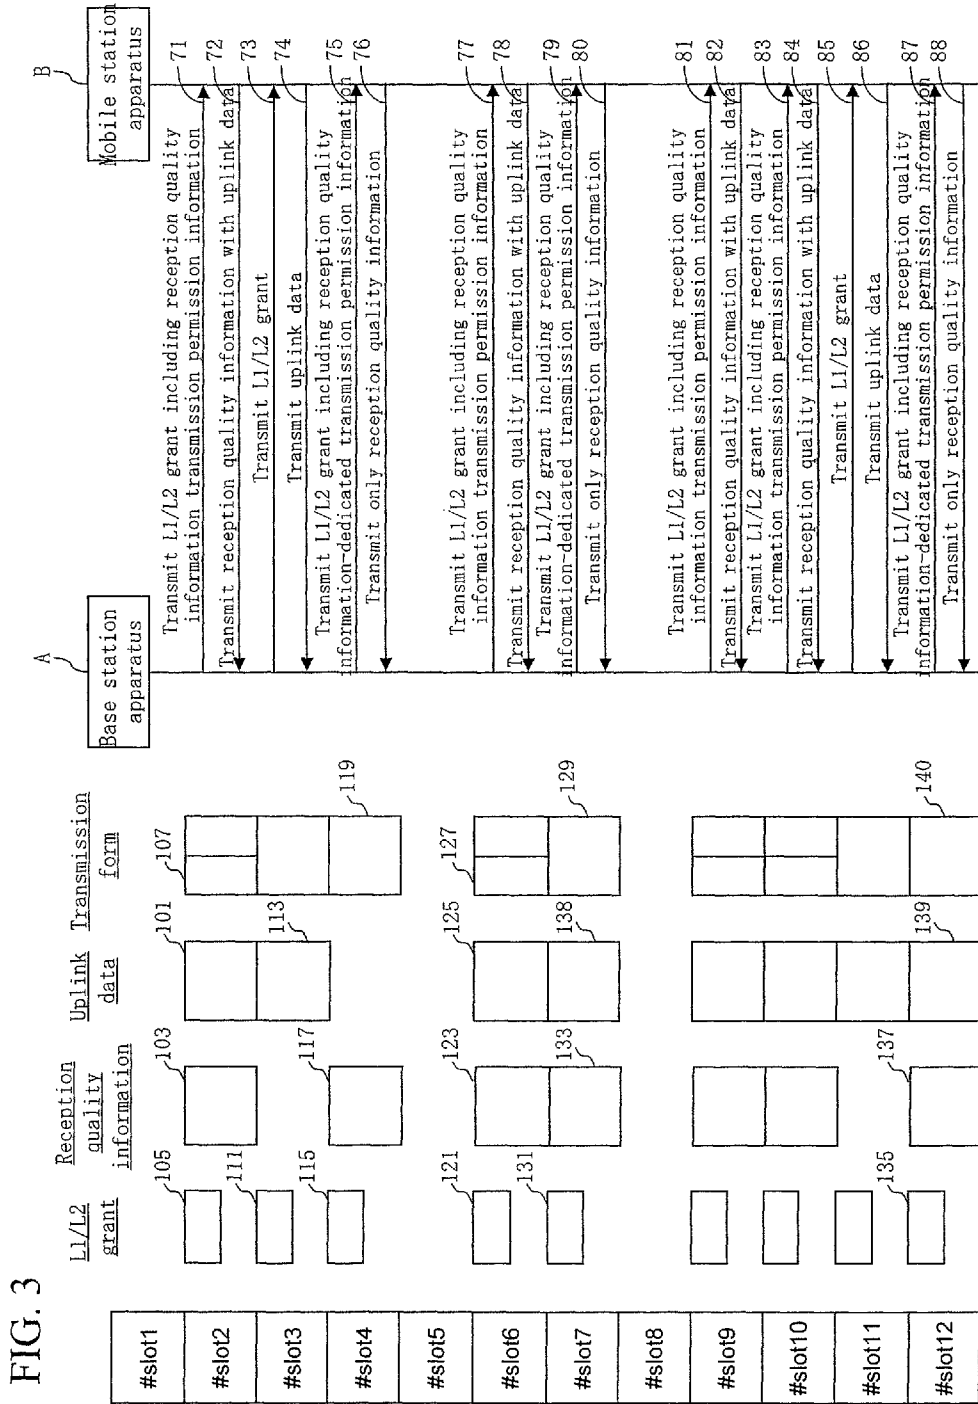 FIG. 3
#slot1
#slot2
#slot3
#slot4
#slot5
#slot6
#slot7
#slot8
#slot9
#slot10
#slot11
#slot12
L1/L2
grant
105
111
115
121
131
135
Reception
quality
information
103
117
123
133
137
Uplink
data
101
113
125
138
139
Transmission
form
107
119
127
129
140
A
Base station
apparatus
B
Mobile station
apparatus
Transmit L1/L2 grant including reception quality
information transmission permission information
71
Transmit reception quality information with uplink data
72
Transmit L1/L2 grant
73
Transmit uplink data
74
Transmit L1/L2 grant including reception quality
information-dedicated transmission permission information
75
Transmit only reception quality information
76
Transmit L1/L2 grant including reception quality
information transmission permission information
77
Transmit reception quality information with uplink data
78
Transmit L1/L2 grant including reception quality
information-dedicated transmission permission information
79
Transmit only reception quality information
80
Transmit L1/L2 grant including reception quality
information transmission permission information
81
Transmit reception quality information with uplink data
82
Transmit L1/L2 grant including reception quality
information transmission permission information
83
Transmit reception quality information with uplink data
84
Transmit L1/L2 grant
85
Transmit uplink data
86
Transmit L1/L2 grant including reception quality
information-dedicated transmission permission information
87
Transmit only reception quality information
88